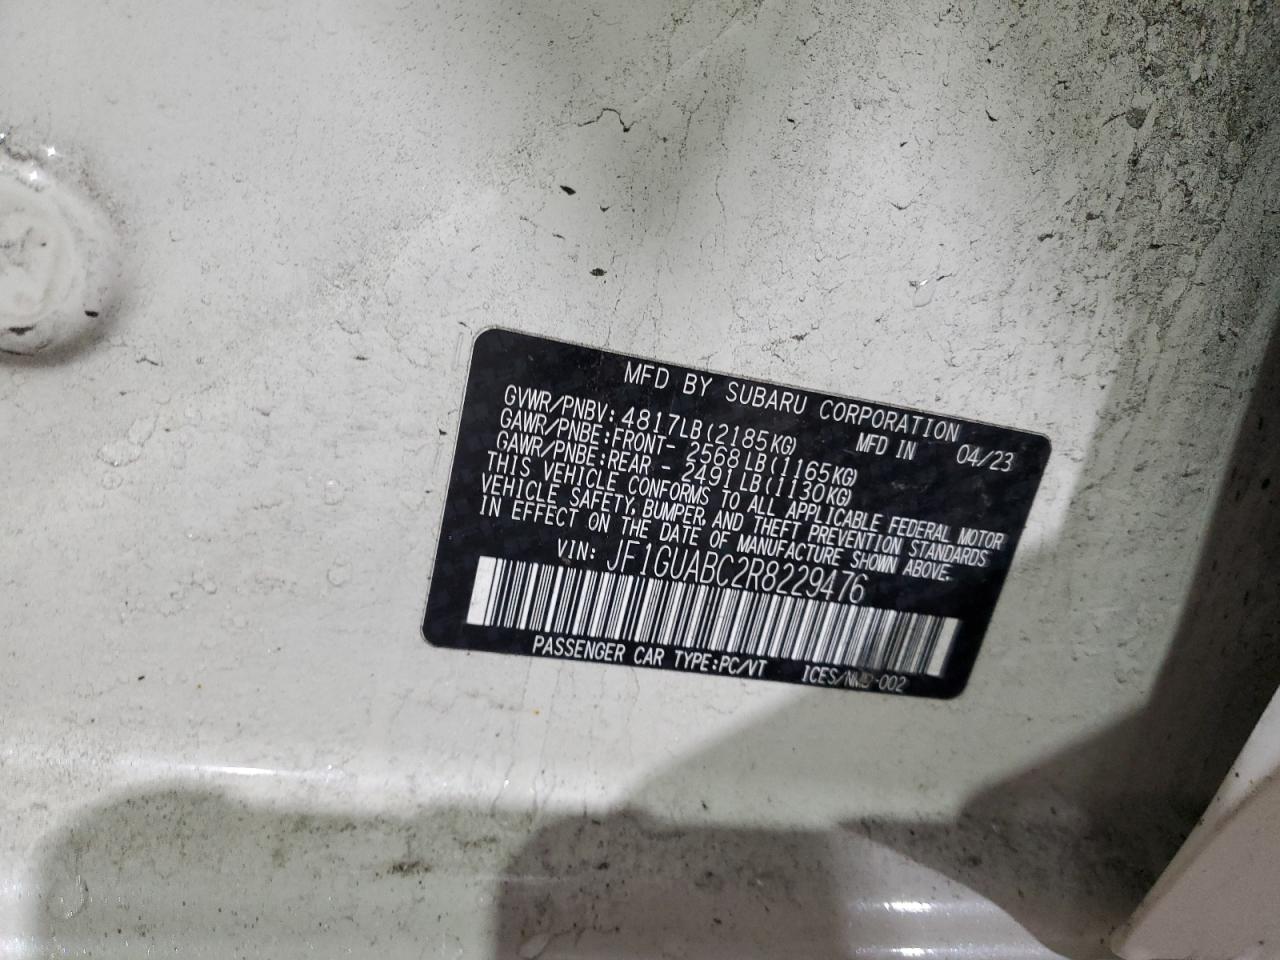 MFD BY SUBARU CORPORATION
GVWR/PNBV: 4817LB(2185KG) MFD IN 04/23
GAWR/PNBE:FRONT- 2568LB(1165KG)
GAWR/PNBE:REAR - 2491LB(1130KG)
THIS VEHICLE CONFORMS TO ALL APPLICABLE FEDERAL MOTOR
VEHICLE SAFETY, BUMPER, AND THEFT PREVENTION STANDARDS
IN EFFECT ON THE DATE OF MANUFACTURE SHOWN ABOVE.
VIN: JF1GUABC2R8229476
PASSENGER CAR TYPE:PC/VT ICES/NMB-002